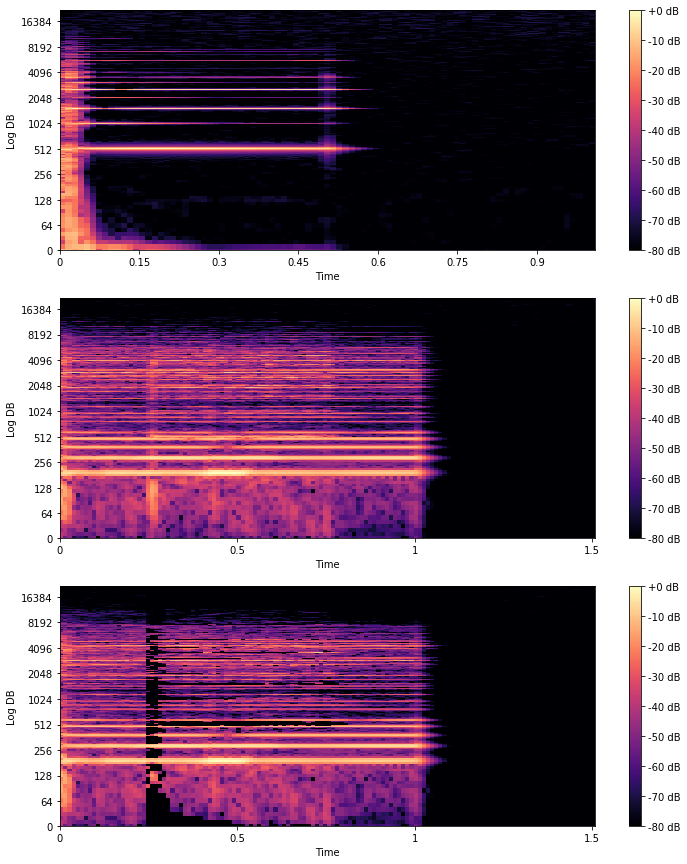 16384
8192
4096
2048
1024
512
256
128
64
0
Log DB
0
0.15
0.3
0.45
0.6
0.75
0.9
Time
+0 dB
-10 dB
-20 dB
-30 dB
-40 dB
-50 dB
-60 dB
-70 dB
-80 dB
16384
8192
4096
2048
1024
512
256
128
64
0
Log DB
0
0.5
1
1.5
Time
+0 dB
-10 dB
-20 dB
-30 dB
-40 dB
-50 dB
-60 dB
-70 dB
-80 dB
16384
8192
4096
2048
1024
512
256
128
64
0
Log DB
0
0.5
1
1.5
Time
+0 dB
-10 dB
-20 dB
-30 dB
-40 dB
-50 dB
-60 dB
-70 dB
-80 dB